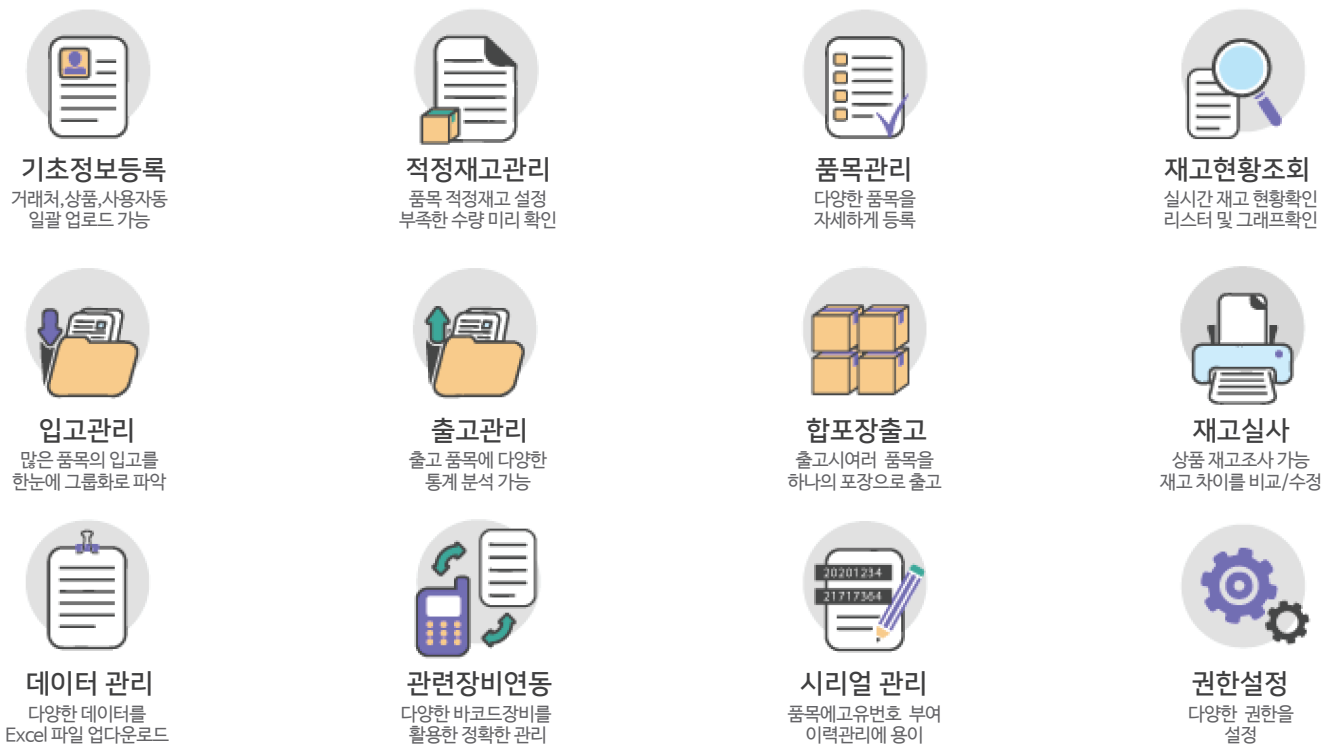 기초정보등록
거래처,상품,사용자동
일괄 업로드 가능
적정재고관리
품목 적정재고 설정
부족한 수량 미리 확인
품목관리
다양한 품목을
자세하게 등록
재고현황조회
실시간 재고 현황확인
리스터 및 그래프확인
입고관리
많은 품목의 입고를
한눈에 그룹화로 파악
출고관리
출고 품목에 다양한
통계 분석 가능
합포장출고
출고시여러 품목을
하나의 포장으로 출고
재고실사
상품 재고조사 가능
재고 차이를 비교/수정
데이터 관리
다양한 데이터를
Excel 파일 업다운로드
관련장비연동
다양한 바코드장비를
활용한 정확한 관리
20201234
21717364
시리얼 관리
품목에고유번호 부여
이력관리에 용이
권한설정
다양한 권한을
설정